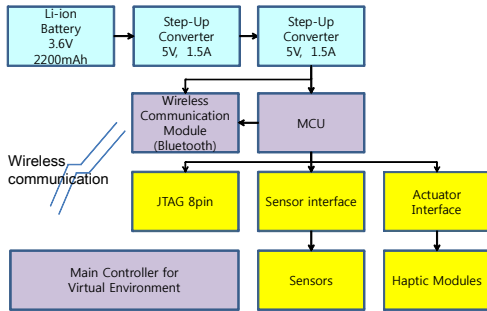 Li-ion
Battery
3.6V
2200mAh
Step-Up
Converter
5V, 1.5A
Step-Up
Converter
5V, 1.5A
Wireless
Communication
Module
(Bluetooth)
MCU
Wireless
communication
JTAG 8pin
Sensor interface
Actuator
Interface
Main Controller for
Virtual Environment
Sensors
Haptic Modules